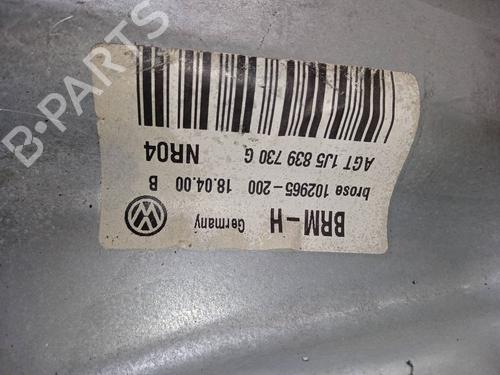 BRM-H Germany
brose 102965-200 18.04.00 B
AGT 1J5 839 730 G NR04
B-PARTS